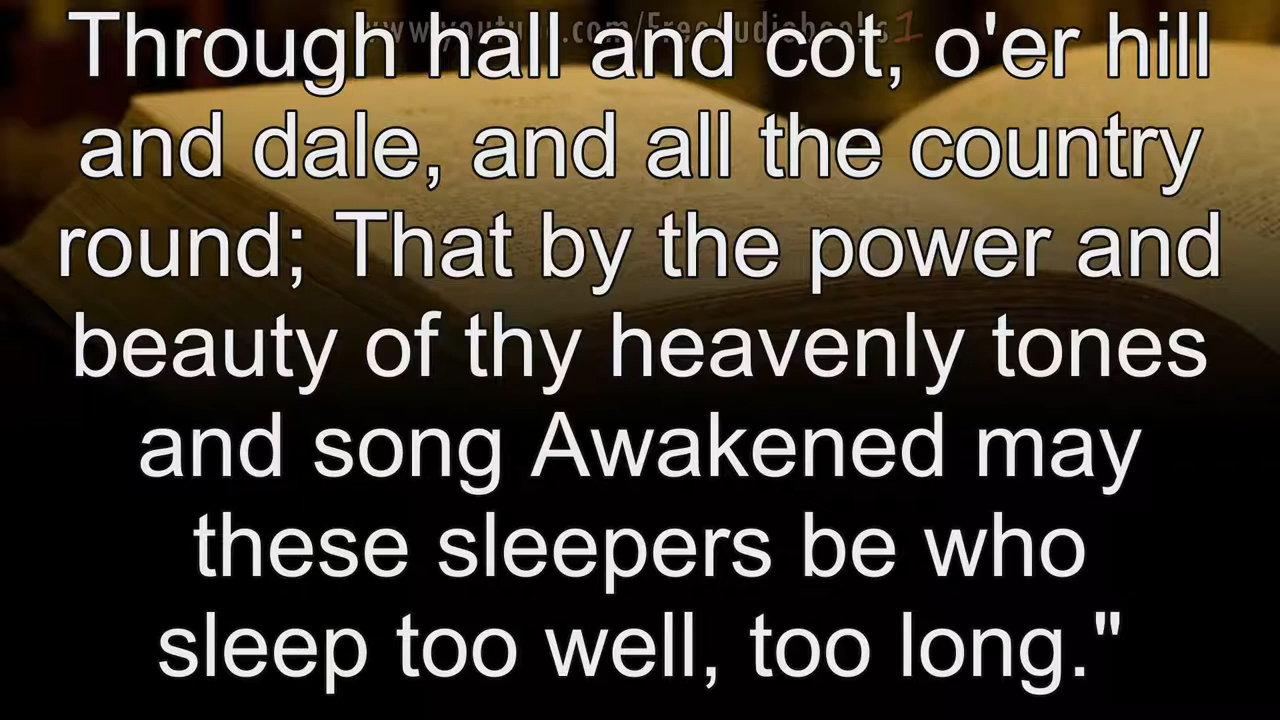 www.youtube.com/FreeAudiobooks1
Through hall and cot, o'er hill
and dale, and all the country
round; That by the power and
beauty of thy heavenly tones
and song Awakened may
these sleepers be who
sleep too well, too long."